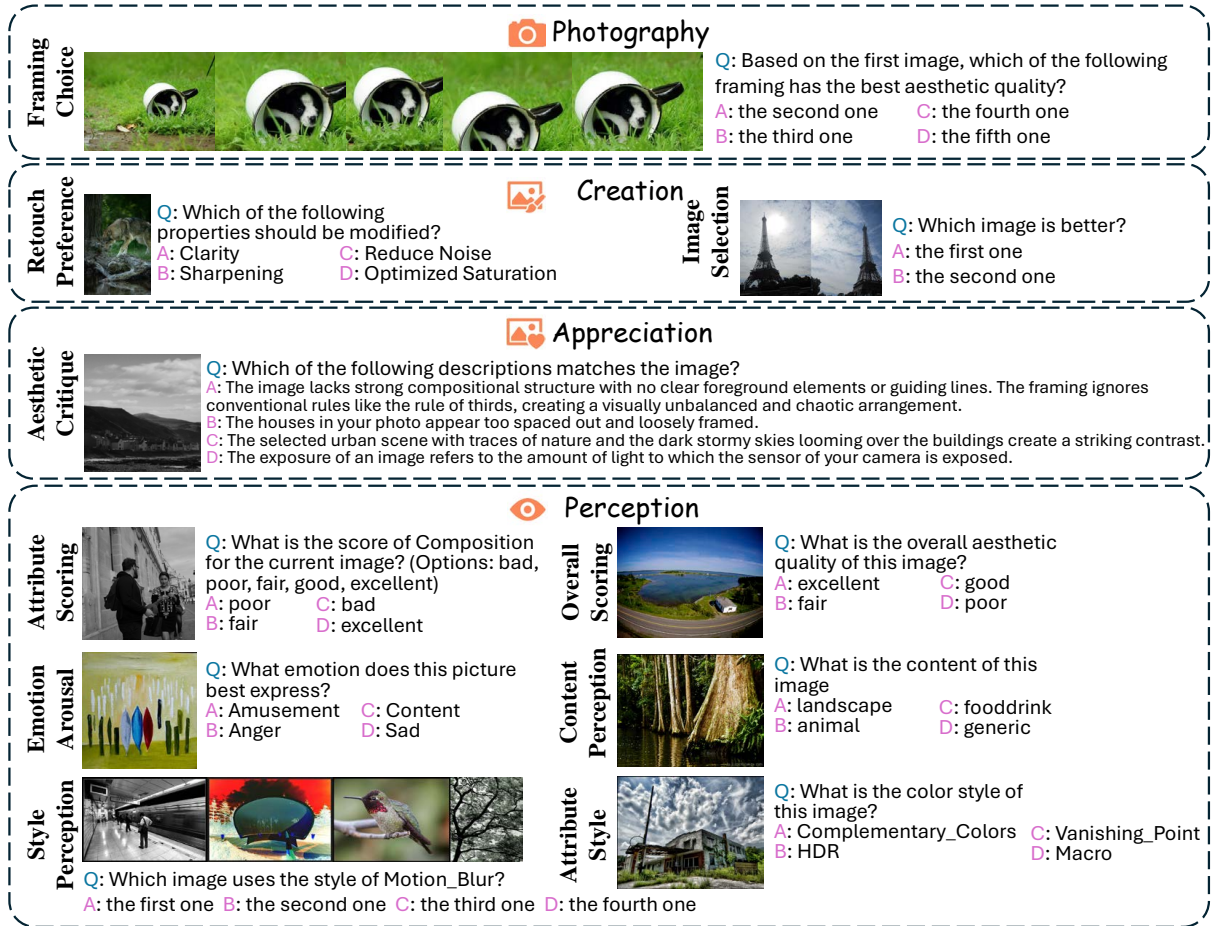 Photography
Framing
Choice
Q: Based on the first image, which of the following
framing has the best aesthetic quality?
A: the second one C: the fourth one
B: the third one D: the fifth one
Creation
Retouch
Preference
Q: Which of the following
properties should be modified?
A: Clarity C: Reduce Noise
B: Sharpening D: Optimized Saturation
Image
Selection
Q: Which image is better?
A: the first one
B: the second one
Appreciation
Aesthetic
Critique
Q: Which of the following descriptions matches the image?
A: The image lacks strong compositional structure with no clear foreground elements or guiding lines. The framing ignores
conventional rules like the rule of thirds, creating a visually unbalanced and chaotic arrangement.
B: The houses in your photo appear too spaced out and loosely framed.
C: The selected urban scene with traces of nature and the dark stormy skies looming over the buildings create a striking contrast.
D: The exposure of an image refers to the amount of light to which the sensor of your camera is exposed.
Perception
Attribute
Scoring
Q: What is the score of Composition
for the current image? (Options: bad,
poor, fair, good, excellent)
A: poor C: bad
B: fair D: excellent
Overall
Scoring
Q: What is the overall aesthetic
quality of this image?
A: excellent C: good
B: fair D: poor
Emotion
Arousal
Q: What emotion does this picture
best express?
A: Amusement C: Content
B: Anger D: Sad
Content
Perception
Q: What is the content of this
image
A: landscape C: fooddrink
B: animal D: generic
Style
Perception
Q: Which image uses the style of Motion_Blur?
A: the first one B: the second one C: the third one D: the fourth one
Attribute
Style
Q: What is the color style of
this image?
A: Complementary_Colors C: Vanishing_Point
B: HDR D: Macro